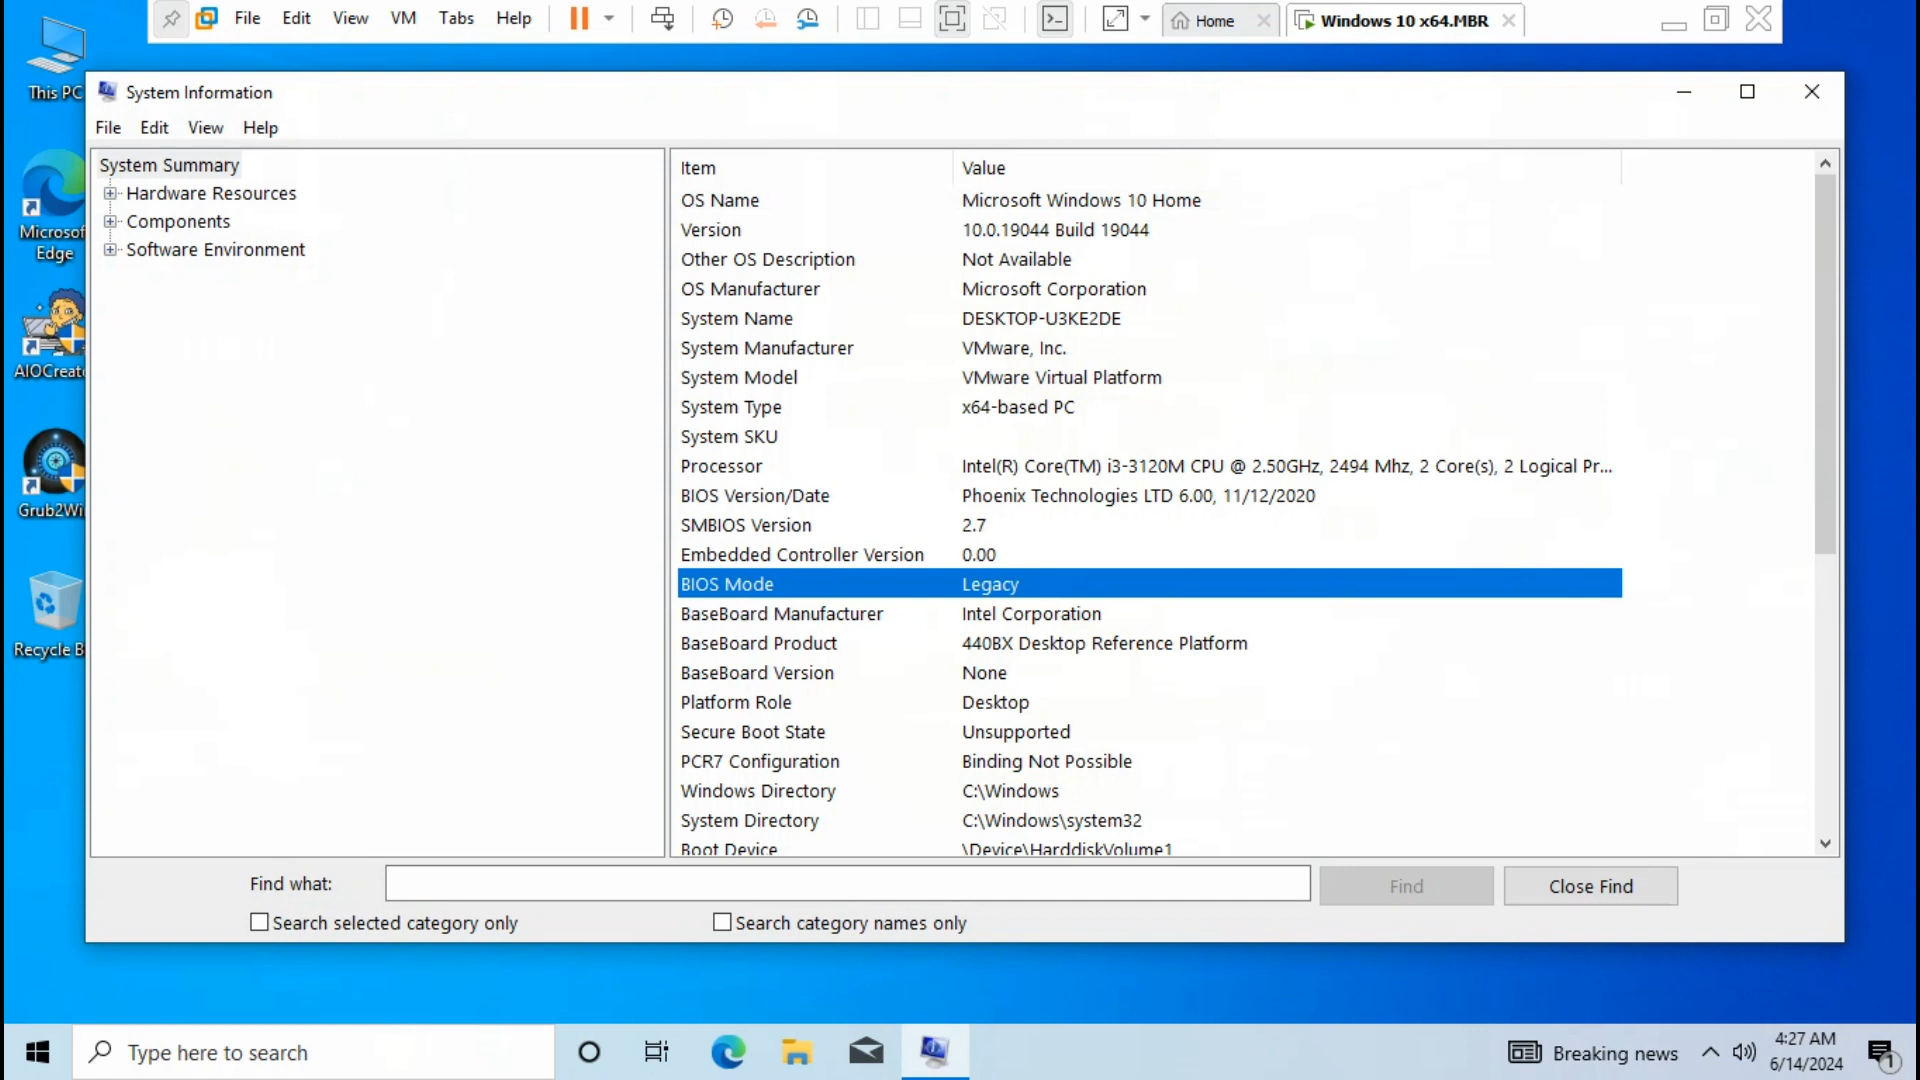 File Edit View VM Tabs Help Home Windows 10 x64.MBR
This PC
System Information
File Edit View Help
System Summary
Hardware Resources
Components
Software Environment
Item Value
OS Name Microsoft Windows 10 Home
Version 10.0.19044 Build 19044
Other OS Description Not Available
OS Manufacturer Microsoft Corporation
System Name DESKTOP-U3KE2DE
System Manufacturer VMware, Inc.
System Model VMware Virtual Platform
System Type x64-based PC
System SKU
Processor Intel(R) Core(TM) i3-3120M CPU @ 2.50GHz, 2494 Mhz, 2 Core(s), 2 Logical Pr...
BIOS Version/Date Phoenix Technologies LTD 6.00, 11/12/2020
SMBIOS Version 2.7
Embedded Controller Version 0.00
BIOS Mode Legacy
BaseBoard Manufacturer Intel Corporation
BaseBoard Product 440BX Desktop Reference Platform
BaseBoard Version None
Platform Role Desktop
Secure Boot State Unsupported
PCR7 Configuration Binding Not Possible
Windows Directory C:\Windows
System Directory C:\Windows\system32
Boot Device \Device\HarddiskVolume1
Find what: Find Close Find
Search selected category only Search category names only
Microsof
Edge
AIOCreat
Grub2Wi
Recycle B
Type here to search
Breaking news
4:27 AM
6/14/2024
1